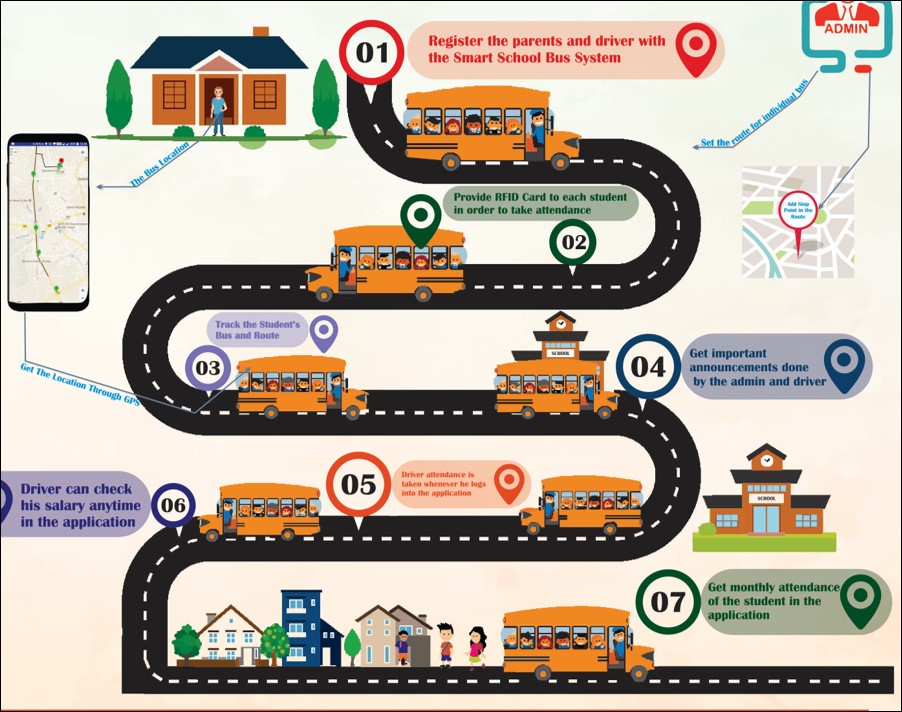 ADMIN
01
Register the parents and driver with
the Smart School Bus System
Set the route for individual bus
The Bus Location
Add Stop
Point in the
Route
Provide RFID Card to each student
in order to take attendance
02
Track the Student's
Bus and Route
03
Get The Location Through GPS
SCHOOL
04
Get important
announcements done
by the admin and driver
05
Driver attendance is
taken whenever he logs
into the application
06
Driver can check
his salary anytime
in the application
SCHOOL
07
Get monthly attendance
of the student in the
application